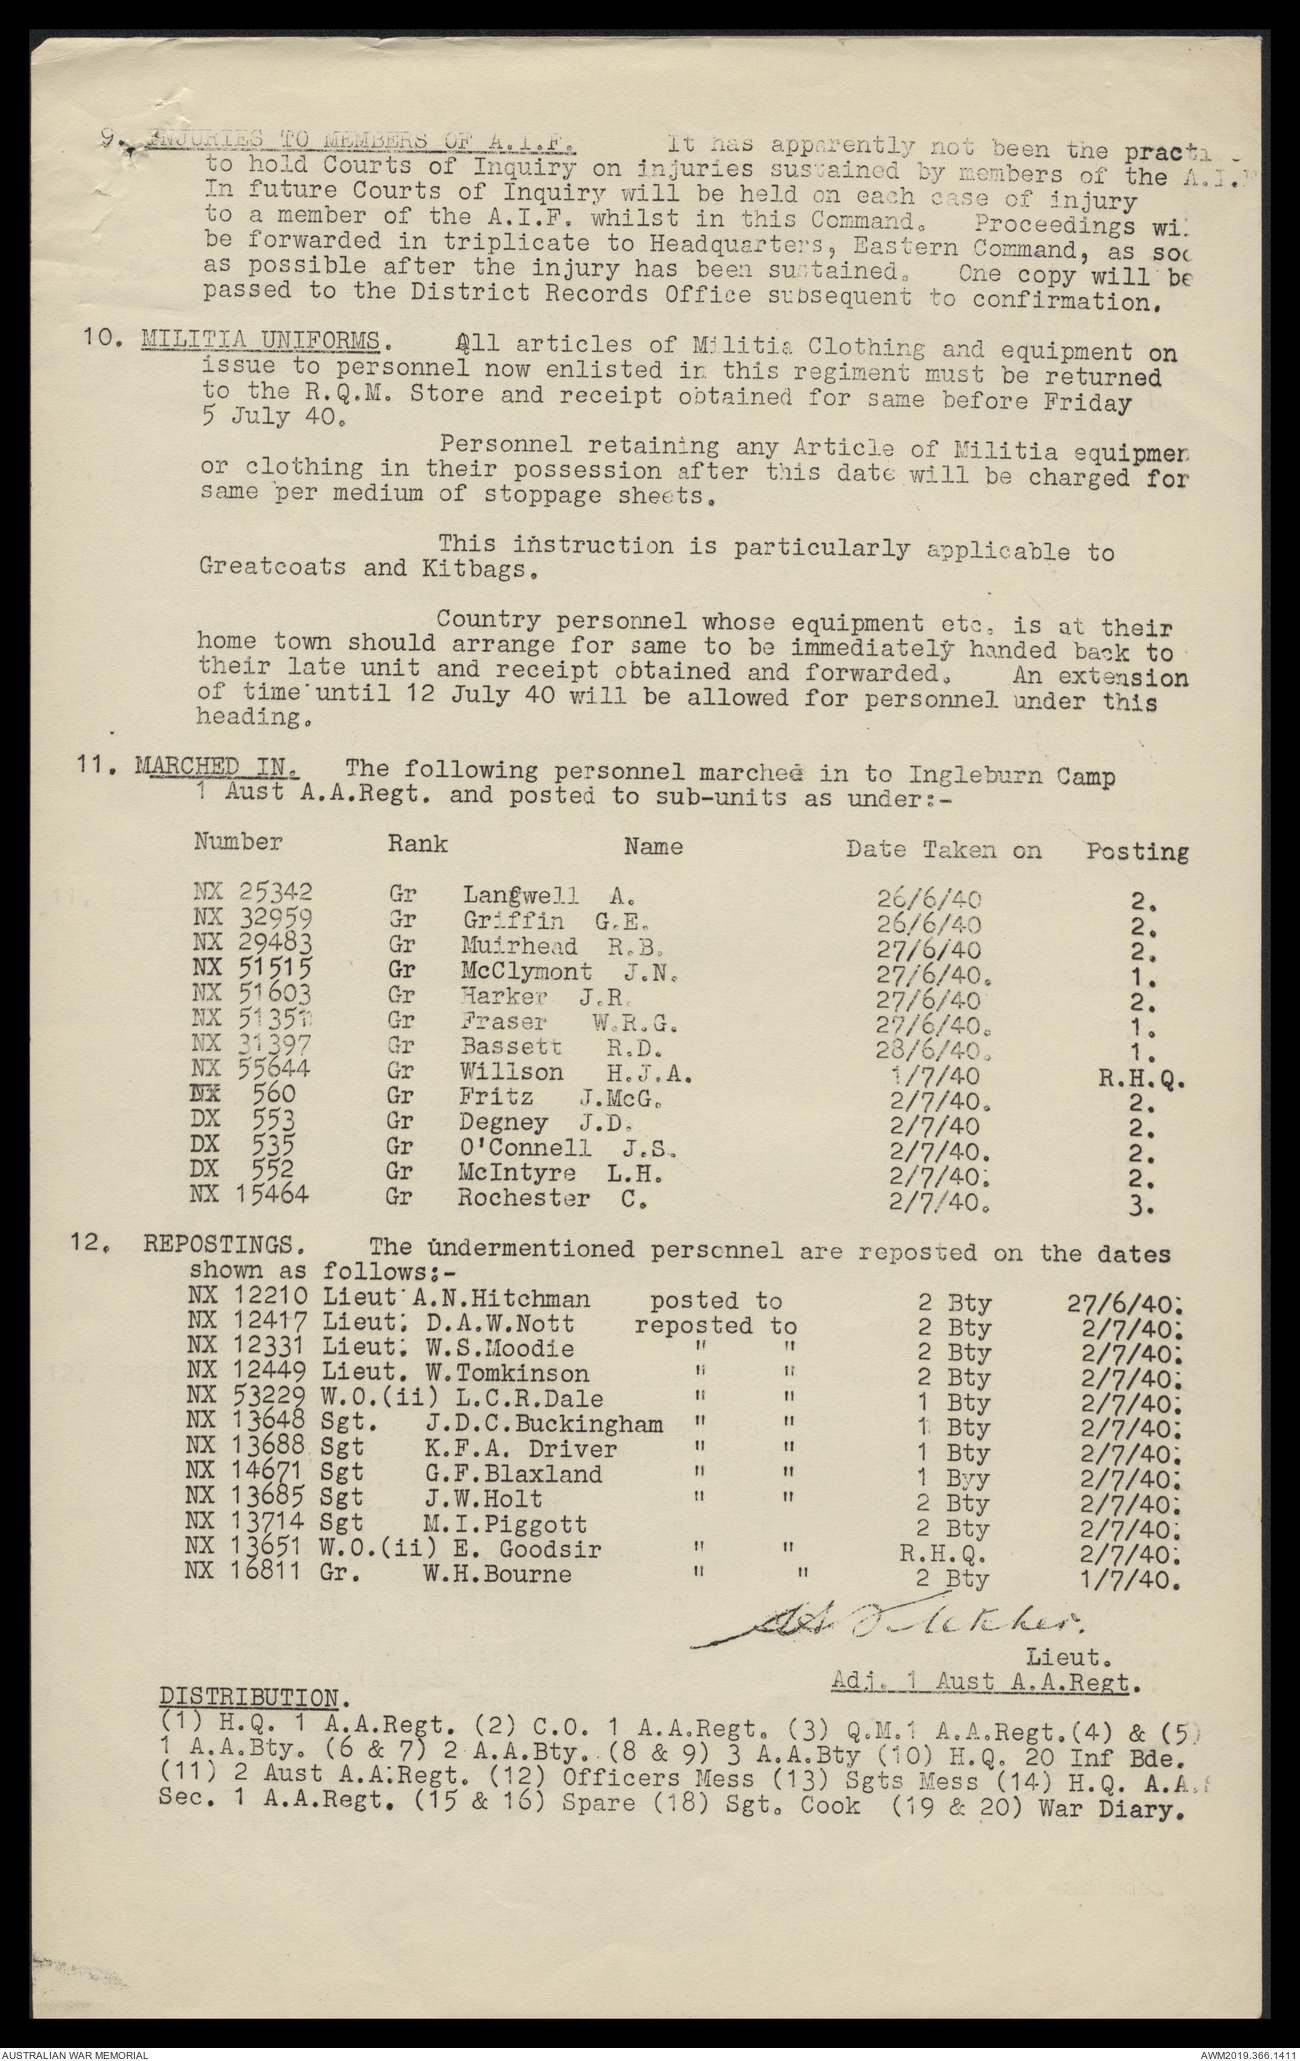 9. INJURIES TO MEMBERS OF A.I.F. It has apparently not been the practi
to hold Courts of Inquiry on injuries sustained by members of the A.I.F
In future Courts of Inquiry will be held on each case of injury
to a member of the A.I.F. whilst in this Command. Proceedings wi
be forwarded in triplicate to Headquarters, Eastern Command, as soo
as possible after the injury has been sustained. One copy will be
passed to the District Records Office subsequent to confirmation.
10. MILITIA UNIFORMS. All articles of Militia Clothing and equipment on
issue to personnel now enlisted in this regiment must be returned
to the R.Q.M. Store and receipt obtained for same before Friday
5 July 40.
Personnel retaining any Article of Militia equipmen
or clothing in their possession after this date will be charged for
same per medium of stoppage sheets.
This instruction is particularly applicable to
Greatcoats and Kitbags.
Country personnel whose equipment etc. is at their
home town should arrange for same to be immediately handed back to
their late unit and receipt obtained and forwarded. An extension
of time until 12 July 40 will be allowed for personnel under this
heading.
11. MARCHED IN. The following personnel marched in to Ingleburn Camp
1 Aust A.A.Regt. and posted to sub-units as under:-
Number Rank Name Date Taken on Posting
NX 25342 Gr Langwell A. 26/6/40 2.
NX 32959 Gr Griffin G.E. 26/6/40 2.
NX 29483 Gr Muirhead R.B. 27/6/40 2.
NX 51515 Gr McClymont J.N. 27/6/40. 1.
NX 51603 Gr Harker J.R. 27/6/40 2.
NX Gr Fraser W.R.G. 27/6/40. 1.
NX 31397 Gr Bassett R.D. 28/6/40. 1.
NX 55644 Gr Willson H.J.A. 1/7/40 R.H.Q.
560 Gr Fritz J.McG. 2/7/40. 2.
DX 553 Gr Degney J.D. 2/7/40 2.
DX 535 Gr O'Connell J.S. 2/7/40. 2.
DX 552 Gr McIntyre L.H. 2/7/40. 2.
NX 15464 Gr Rochester C. 2/7/40. 3.
12. REPOSTINGS. The undermentioned personnel are reposted on the dates
shown as follows:-
NX 12210 Lieut A.N.Hitchman posted to 2 Bty 27/6/40.
NX 12417 Lieut. D.A.W.Nott reposted to 2 Bty 2/7/40.
NX 12331 Lieut. W.S.Moodie " " 2 Bty 2/7/40.
NX 12449 Lieut. W.Tomkinson " " 2 Bty 2/7/40.
NX 53229 W.O.(ii) L.C.R.Dale " " 1 Bty 2/7/40.
NX 13648 Sgt. J.D.C.Buckingham " " 1 Bty 2/7/40.
NX 13688 Sgt K.F.A. Driver " " 1 Bty 2/7/40.
NX 14671 Sgt G.F.Blaxland " " 1 Byy 2/7/40.
NX 13685 Sgt J.W.Holt " " 2 Bty 2/7/40.
NX 13714 Sgt M.I.Piggott 2 Bty 2/7/40.
NX 13651 W.O.(ii) E. Goodsir " " R.H.Q. 2/7/40.
NX 16811 Gr. W.H.Bourne " " 2 Bty 1/7/40.
Lieut.
Adj. 1 Aust A.A.Regt.
DISTRIBUTION.
(1) H.Q. 1 A.A.Regt. (2) C.O. 1 A.A.Regt. (3) Q.M.1 A.A.Regt.(4) & (5)
1 A.A.Bty. (6 & 7) 2 A.A.Bty. (8 & 9) 3 A.A.Bty (10) H.Q. 20 Inf Bde.
(11) 2 Aust A.A.Regt. (12) Officers Mess (13) Sgts Mess (14) H.Q. A.A.S
Sec. 1 A.A.Regt. (15 & 16) Spare (18) Sgt. Cook (19 & 20) War Diary.
AUSTRALIAN WAR MEMORIAL
AWM2019.366.1411